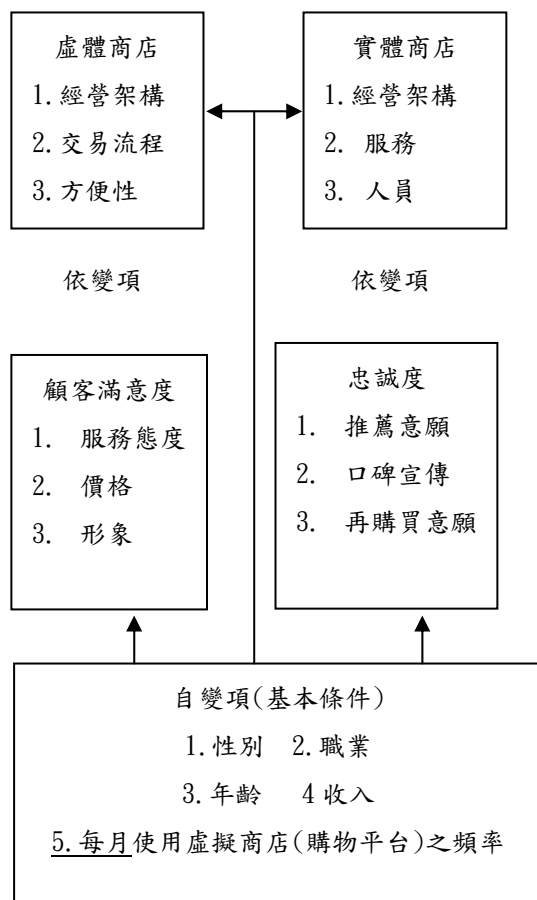 虛體商店
1.經營架構
2.交易流程
3.方便性
實體商店
1.經營架構
2. 服務
3. 人員
依變項
依變項
顧客滿意度
1. 服務態度
2. 價格
3. 形象
忠誠度
1. 推薦意願
2. 口碑宣傳
3. 再購買意願
自變項(基本條件)
1.性別 2.職業
3.年齡 4 收入
5.每月使用虛擬商店(購物平台)之頻率